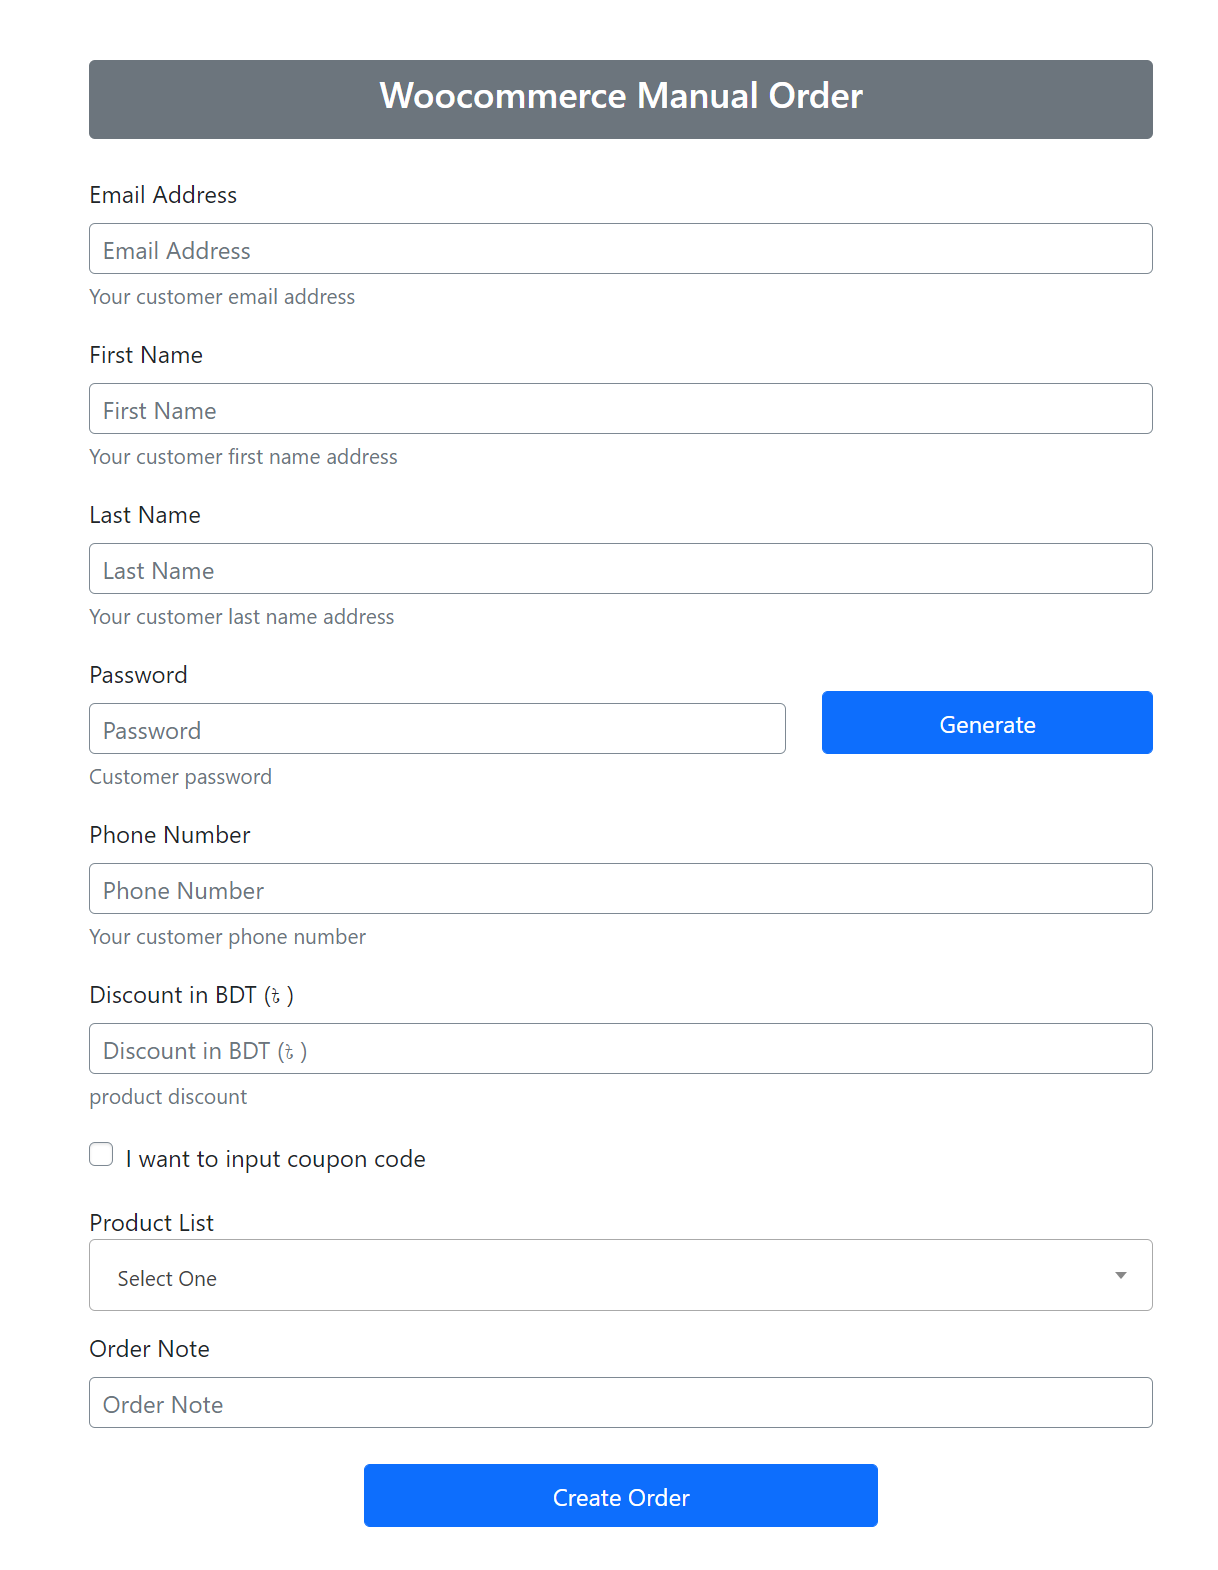 Woocommerce Manual Order
Email Address
Email Address
Your customer email address
First Name
First Name
Your customer first name address
Last Name
Last Name
Your customer last name address
Password
Password
Generate
Customer password
Phone Number
Phone Number
Your customer phone number
Discount in BDT (৳ )
Discount in BDT (৳ )
product discount
I want to input coupon code
Product List
Select One
Order Note
Order Note
Create Order